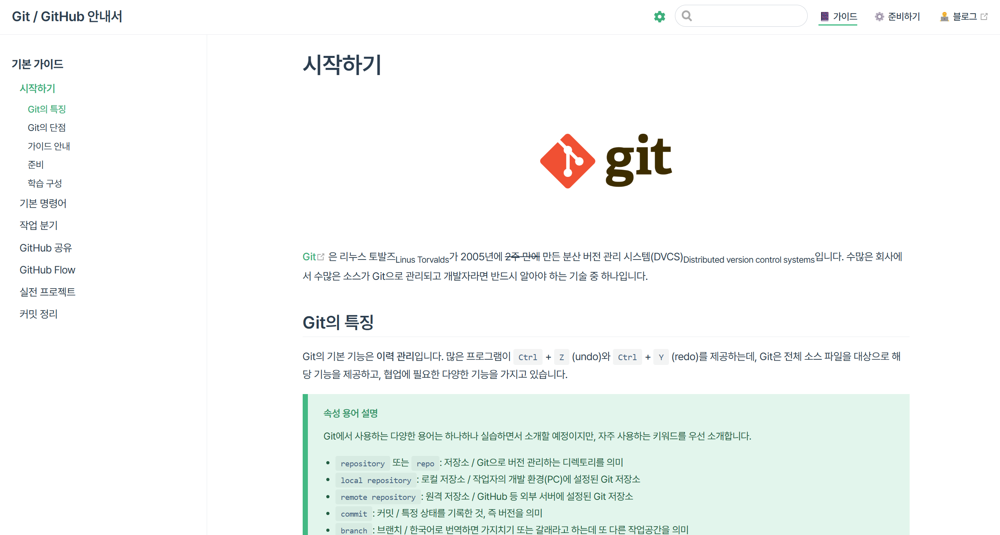 Git / GitHub 안내서
가이드
준비하기
블로그
기본 가이드
시작하기
Git의 특징
Git의 단점
가이드 안내
준비
학습 구성
기본 명령어
작업 분기
GitHub 공유
GitHub Flow
실전 프로젝트
커밋 정리
시작하기
git
Git 은 리누스 토발즈Linus Torvalds가 2005년에 2주 만에 만든 분산 버전 관리 시스템(DVCS)Distributed version control systems입니다. 수많은 회사에
서 수많은 소스가 Git으로 관리되고 개발자라면 반드시 알아야 하는 기술 중 하나입니다.
Git의 특징
Git의 기본 기능은 이력 관리입니다. 많은 프로그램이 Ctrl + Z (undo)와 Ctrl + Y (redo)를 제공하는데, Git은 전체 소스 파일을 대상으로 해
당 기능을 제공하고, 협업에 필요한 다양한 기능을 가지고 있습니다.
속성 용어 설명
Git에서 사용하는 다양한 용어는 하나하나 실습하면서 소개할 예정이지만, 자주 사용하는 키워드를 우선 소개합니다.
• repository 또는 repo : 저장소 / Git으로 버전 관리하는 디렉토리를 의미
• local repository : 로컬 저장소 / 작업자의 개발 환경(PC)에 설정된 Git 저장소
• remote repository : 원격 저장소 / GitHub 등 외부 서버에 설정된 Git 저장소
• commit : 커밋 / 특정 상태를 기록한 것, 즉 버전을 의미
• branch : 브랜치 / 한국어로 번역하면 가지치기 또는 갈래라고 하는데 또 다른 작업공간을 의미